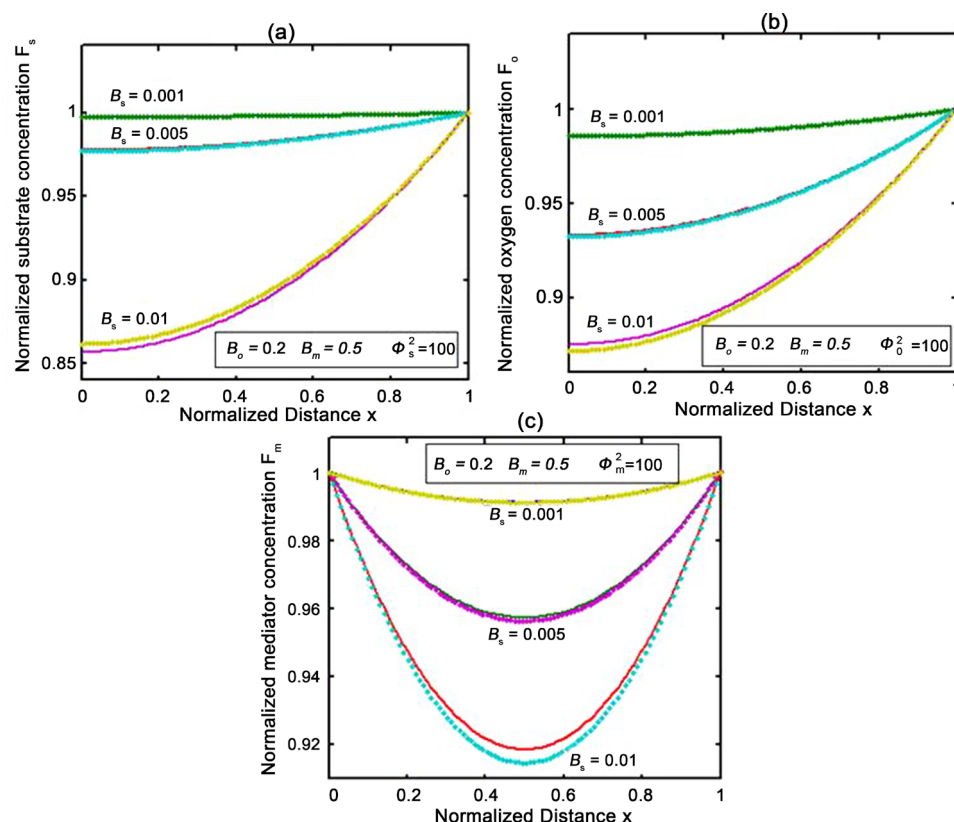 (a)
Normalized substrate concentration F_s
1
0.95
0.9
0.85
B_s = 0.001
B_s = 0.005
B_s = 0.01
B_o = 0.2 B_m = 0.5 Φ_s^2 =100
0 0.2 0.4 0.6 0.8 1
Normalized Distance x
(b)
Normalized oxygen concentration F_o
1
0.95
0.9
B_s = 0.001
B_s = 0.005
B_s = 0.01
B_o = 0.2 B_m = 0.5 Φ_0^2 =100
0 0.2 0.4 0.6 0.8 1
Normalized Distance x
(c)
Normalized mediator concentration F_m
1
0.98
0.96
0.94
0.92
B_o = 0.2 B_m = 0.5 Φ_m^2 =100
B_s = 0.001
B_s = 0.005
B_s = 0.01
0 0.2 0.4 0.6 0.8 1
Normalized Distance x